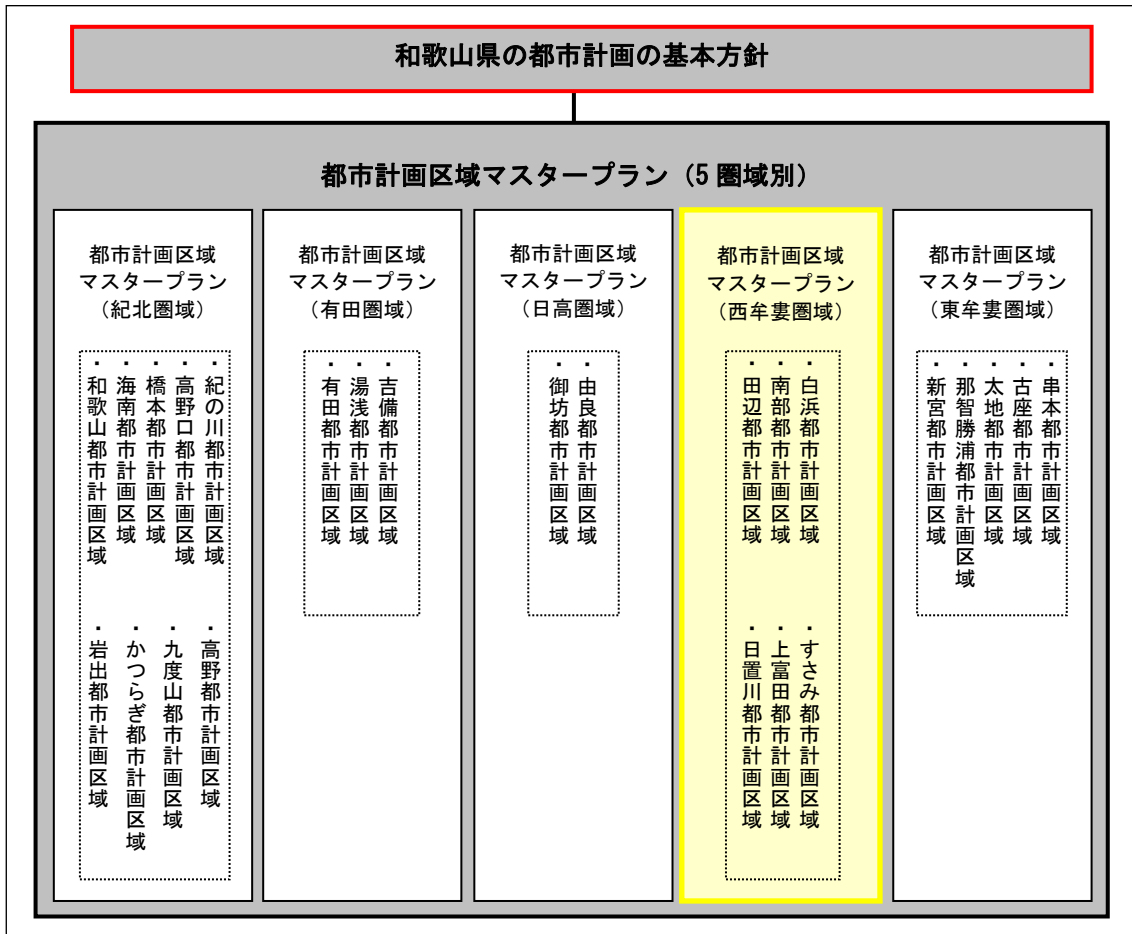 和歌山県の都市計画の基本方針
都市計画区域マスタープラン（5圏域別）
都市計画区域
マスタープラン
（紀北圏域）
・紀の川都市計画区域
・高野口都市計画区域
・橋本都市計画区域
・海南都市計画区域
・和歌山都市計画区域
・高野都市計画区域
・九度山都市計画区域
・かつらぎ都市計画区域
・岩出都市計画区域
都市計画区域
マスタープラン
（有田圏域）
・吉備都市計画区域
・湯浅都市計画区域
・有田都市計画区域
都市計画区域
マスタープラン
（日高圏域）
・由良都市計画区域
・御坊都市計画区域
都市計画区域
マスタープラン
（西牟婁圏域）
・白浜都市計画区域
・南部都市計画区域
・田辺都市計画区域
・すさみ都市計画区域
・上富田都市計画区域
・日置川都市計画区域
都市計画区域
マスタープラン
（東牟婁圏域）
・串本都市計画区域
・古座都市計画区域
・太地都市計画区域
・那智勝浦都市計画区域
・新宮都市計画区域